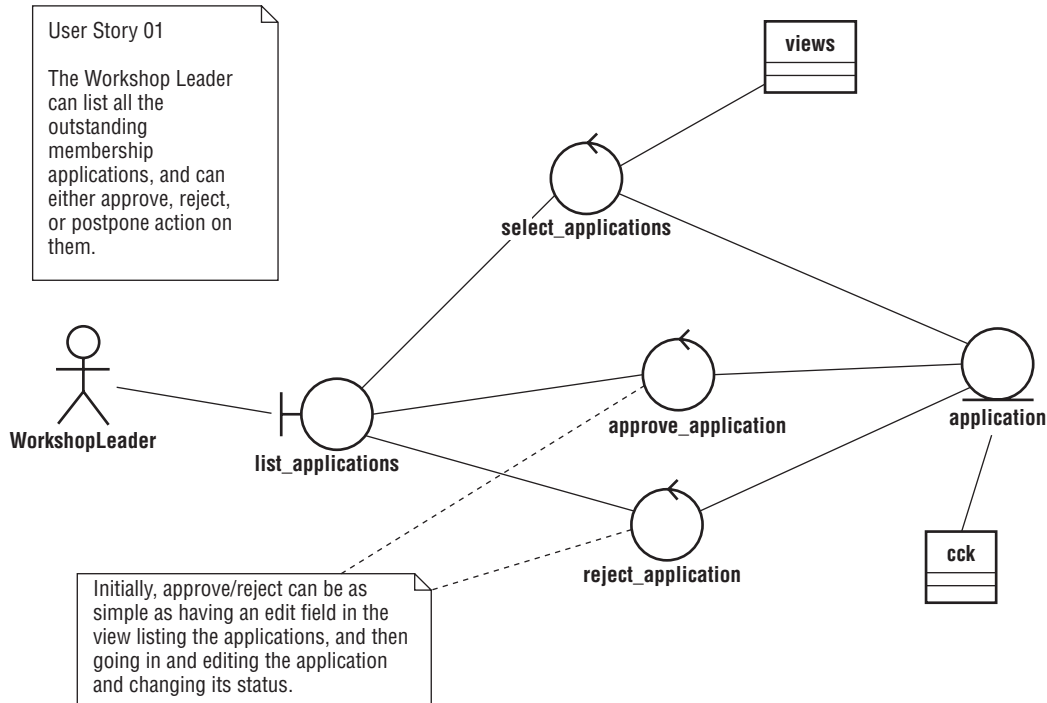 User Story 01
The Workshop Leader
can list all the
outstanding
membership
applications, and can
either approve, reject,
or postpone action on
them.
views
select_applications
WorkshopLeader
list_applications
approve_application
application
reject_application
cck
Initially, approve/reject can be as
simple as having an edit field in the
view listing the applications, and then
going in and editing the application
and changing its status.